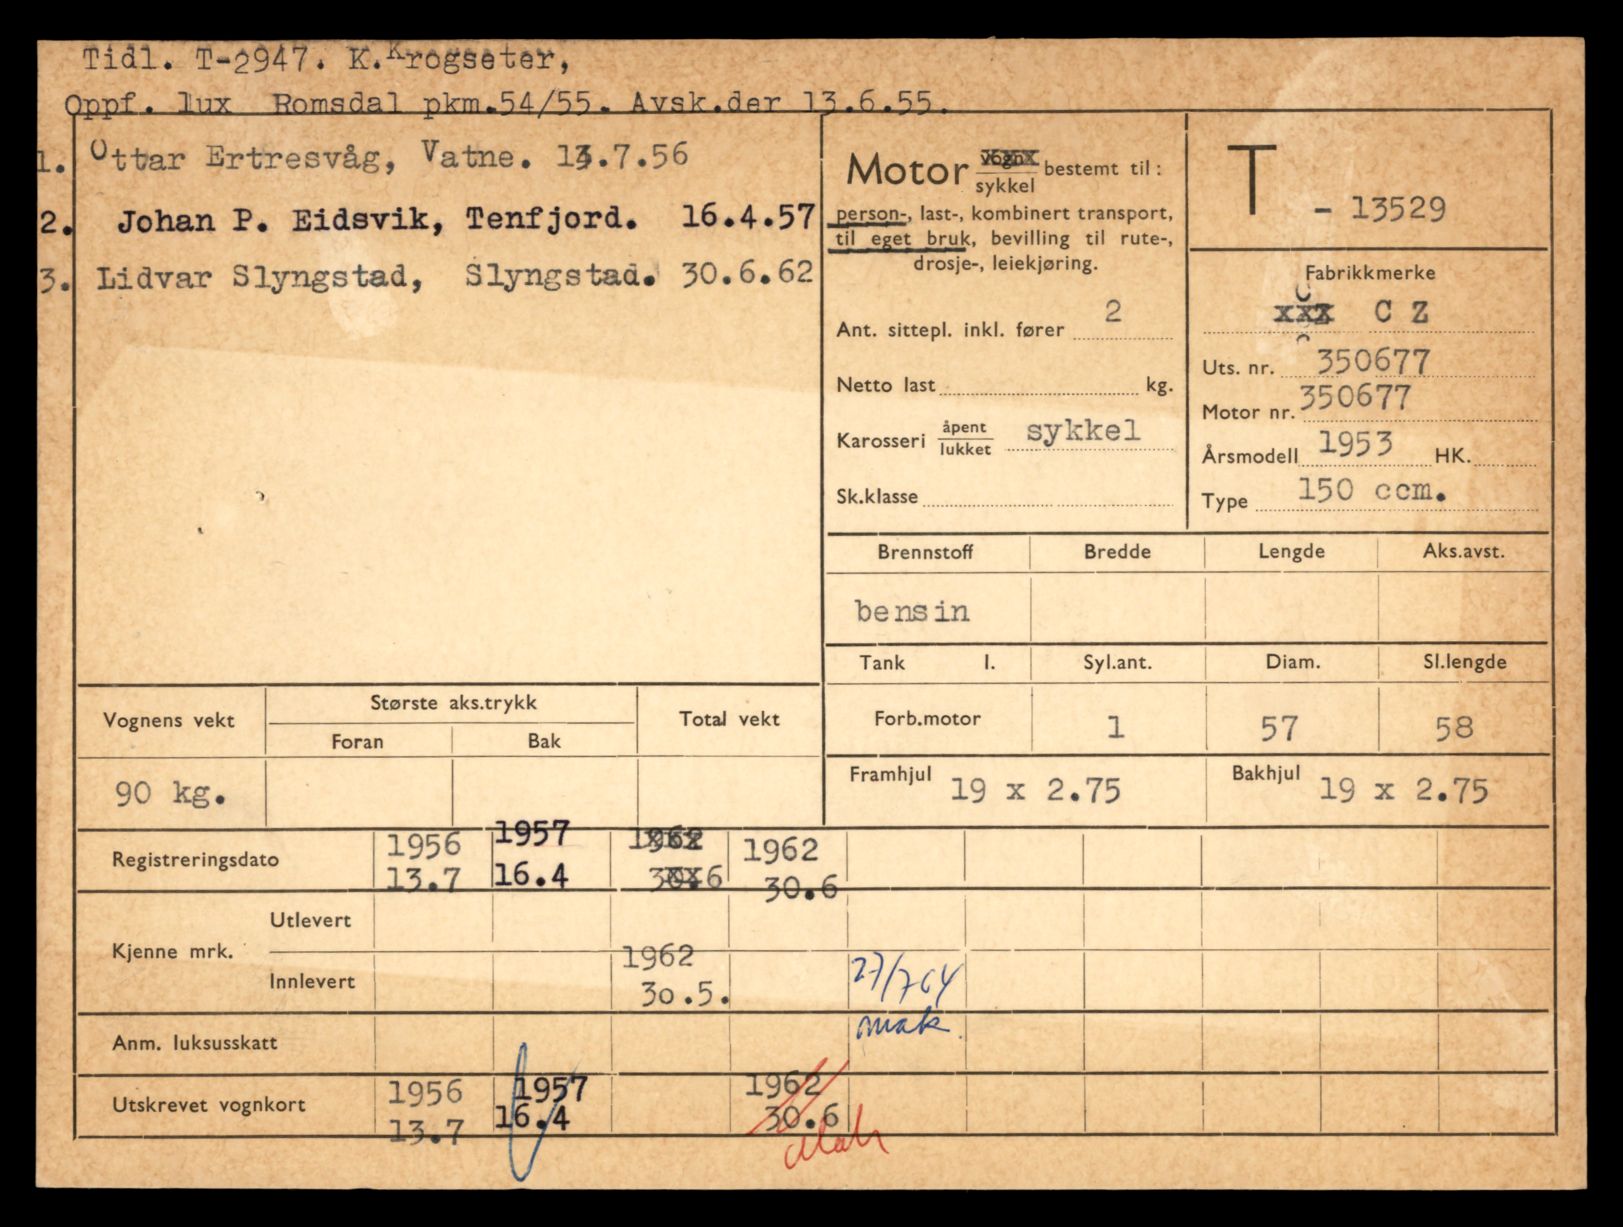 Tidl. T-2947. K.Krogseter,
Oppf. lux Romsdal pkm.54/55. Avsk.der 13.6.55.
1. Ottar Ertresvåg, Vatne. 13.7.56
2. Johan P. Eidsvik, Tenfjord. 16.4.57
3. Lidvar Slyngstad, Slyngstad. 30.6.62
Motor vogn sykkel bestemt til:
person-, last-, kombinert transport,
til eget bruk, bevilling til rute-,
drosje-, leiekjøring.
Ant. sittepl. inkl. fører 2
Netto last kg.
Karosseri åpent lukket sykkel
Sk.klasse
T - 13529
Fabrikkmerke
C Z
Uts. nr. 350677
Motor nr. 350677
Årsmodell 1953 HK.
Type 150 ccm.
Brennstoff Bredde Lengde Aks.avst.
bensin
Tank l. Syl.ant. Diam. Sl.lengde
Forb.motor 1 57 58
Framhjul 19 x 2.75 Bakhjul 19 x 2.75
Vognens vekt Største aks.trykk Total vekt
Foran Bak
90 kg.
Registreringsdato 1956 1957 1962 1962
13.7 16.4 30.6 30.6
Kjenne mrk. Utlevert
Innlevert 1962
30.5.
27/7 64
mak.
Anm. luksusskatt
Utskrevet vognkort 1956 1957 1962
13.7 16.4 30.6